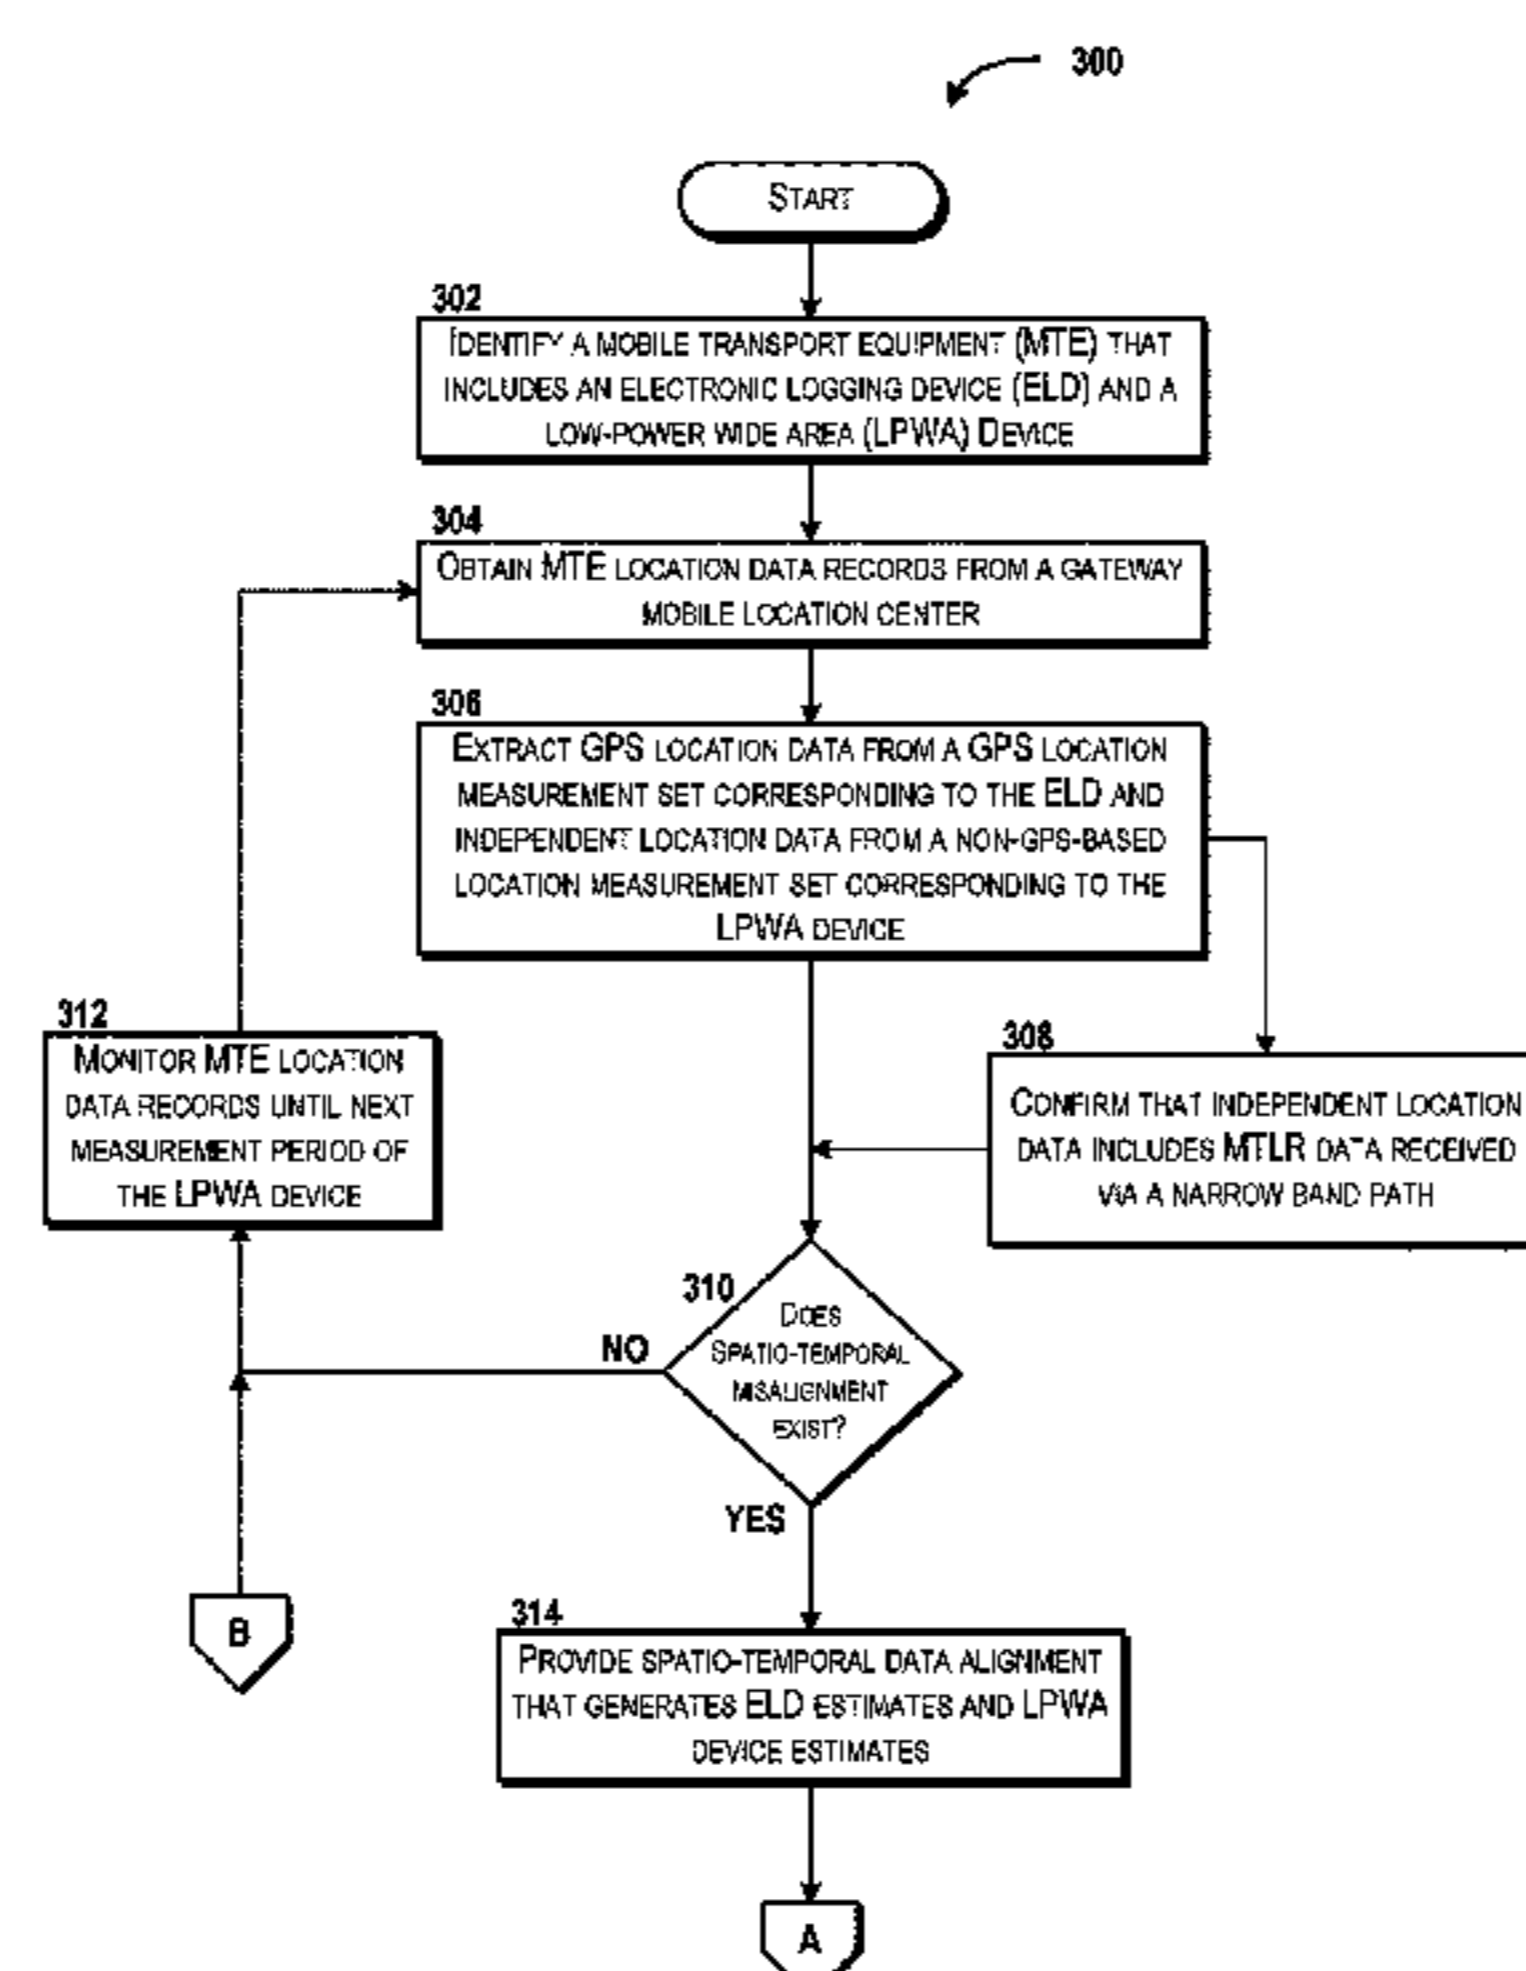 300
START
302
IDENTIFY A MOBILE TRANSPORT EQUIPMENT (MTE) THAT
INCLUDES AN ELECTRONIC LOGGING DEVICE (ELD) AND A
LOW-POWER WIDE AREA (LPWA) DEVICE
304
OBTAIN MTE LOCATION DATA RECORDS FROM A GATEWAY
MOBILE LOCATION CENTER
306
EXTRACT GPS LOCATION DATA FROM A GPS LOCATION
MEASUREMENT SET CORRESPONDING TO THE ELD AND
INDEPENDENT LOCATION DATA FROM A NON-GPS-BASED
LOCATION MEASUREMENT SET CORRESPONDING TO THE
LPWA DEVICE
312
MONITOR MTE LOCATION
DATA RECORDS UNTIL NEXT
MEASUREMENT PERIOD OF
THE LPWA DEVICE
308
CONFIRM THAT INDEPENDENT LOCATION
DATA INCLUDES MTLR DATA RECEIVED
VIA A NARROW BAND PATH
310
DOES
SPATIO-TEMPORAL
MISALIGNMENT
EXIST?
NO
YES
B
314
PROVIDE SPATIO-TEMPORAL DATA ALIGNMENT
THAT GENERATES ELD ESTIMATES AND LPWA
DEVICE ESTIMATES
A